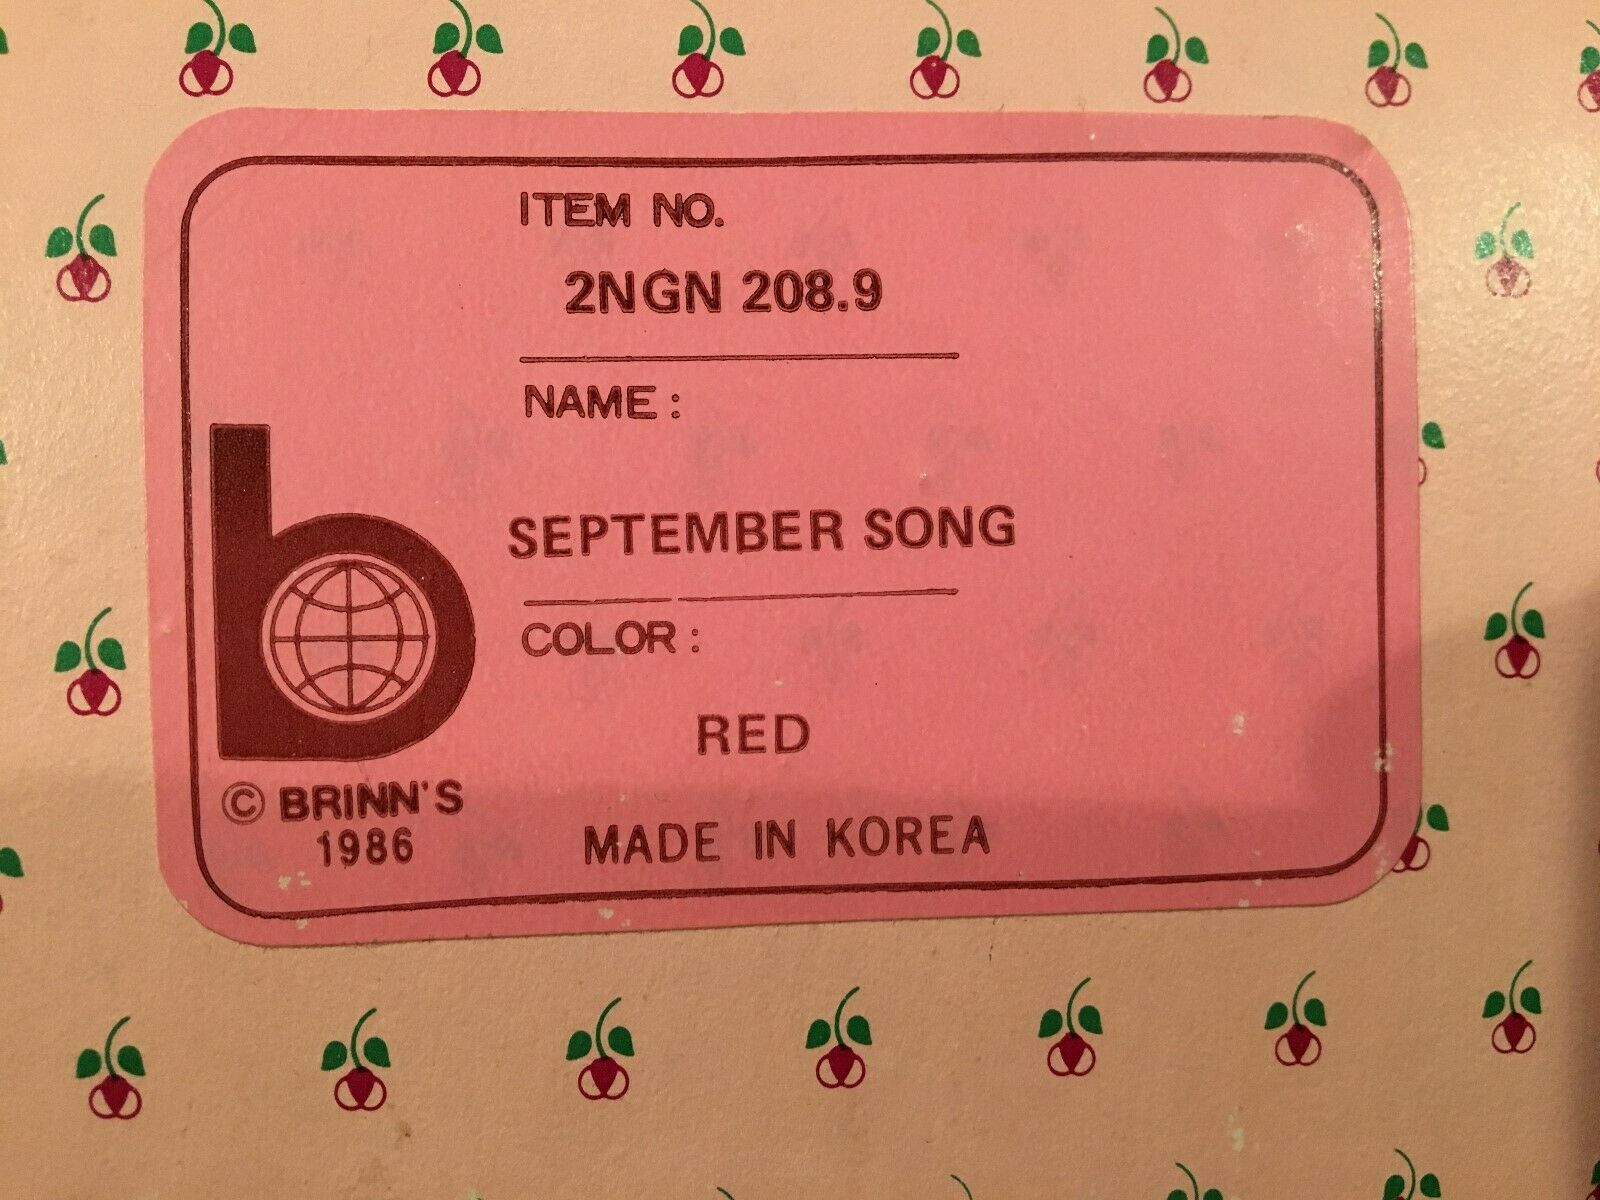 ITEM NO.
2NGN 208.9
NAME :
SEPTEMBER SONG
COLOR :
RED
b
© BRINN'S
1986
MADE IN KOREA